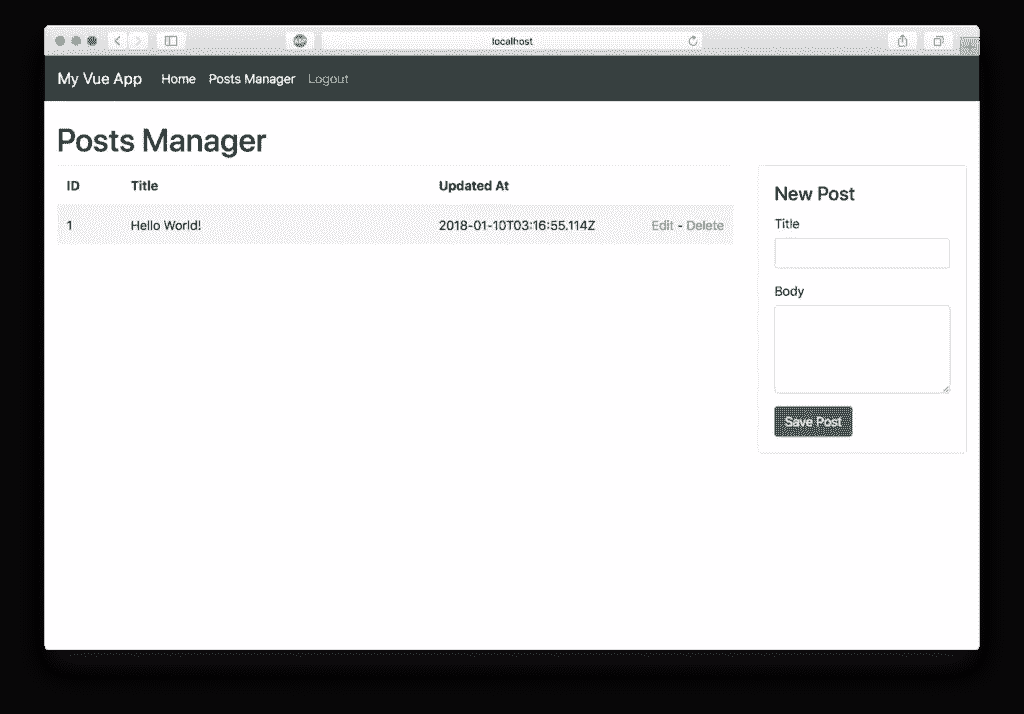 localhost
My Vue App Home Posts Manager Logout
Posts Manager
ID Title Updated At
1 Hello World! 2018-01-10T03:16:55.114Z Edit - Delete
New Post
Title
Body
Save Post